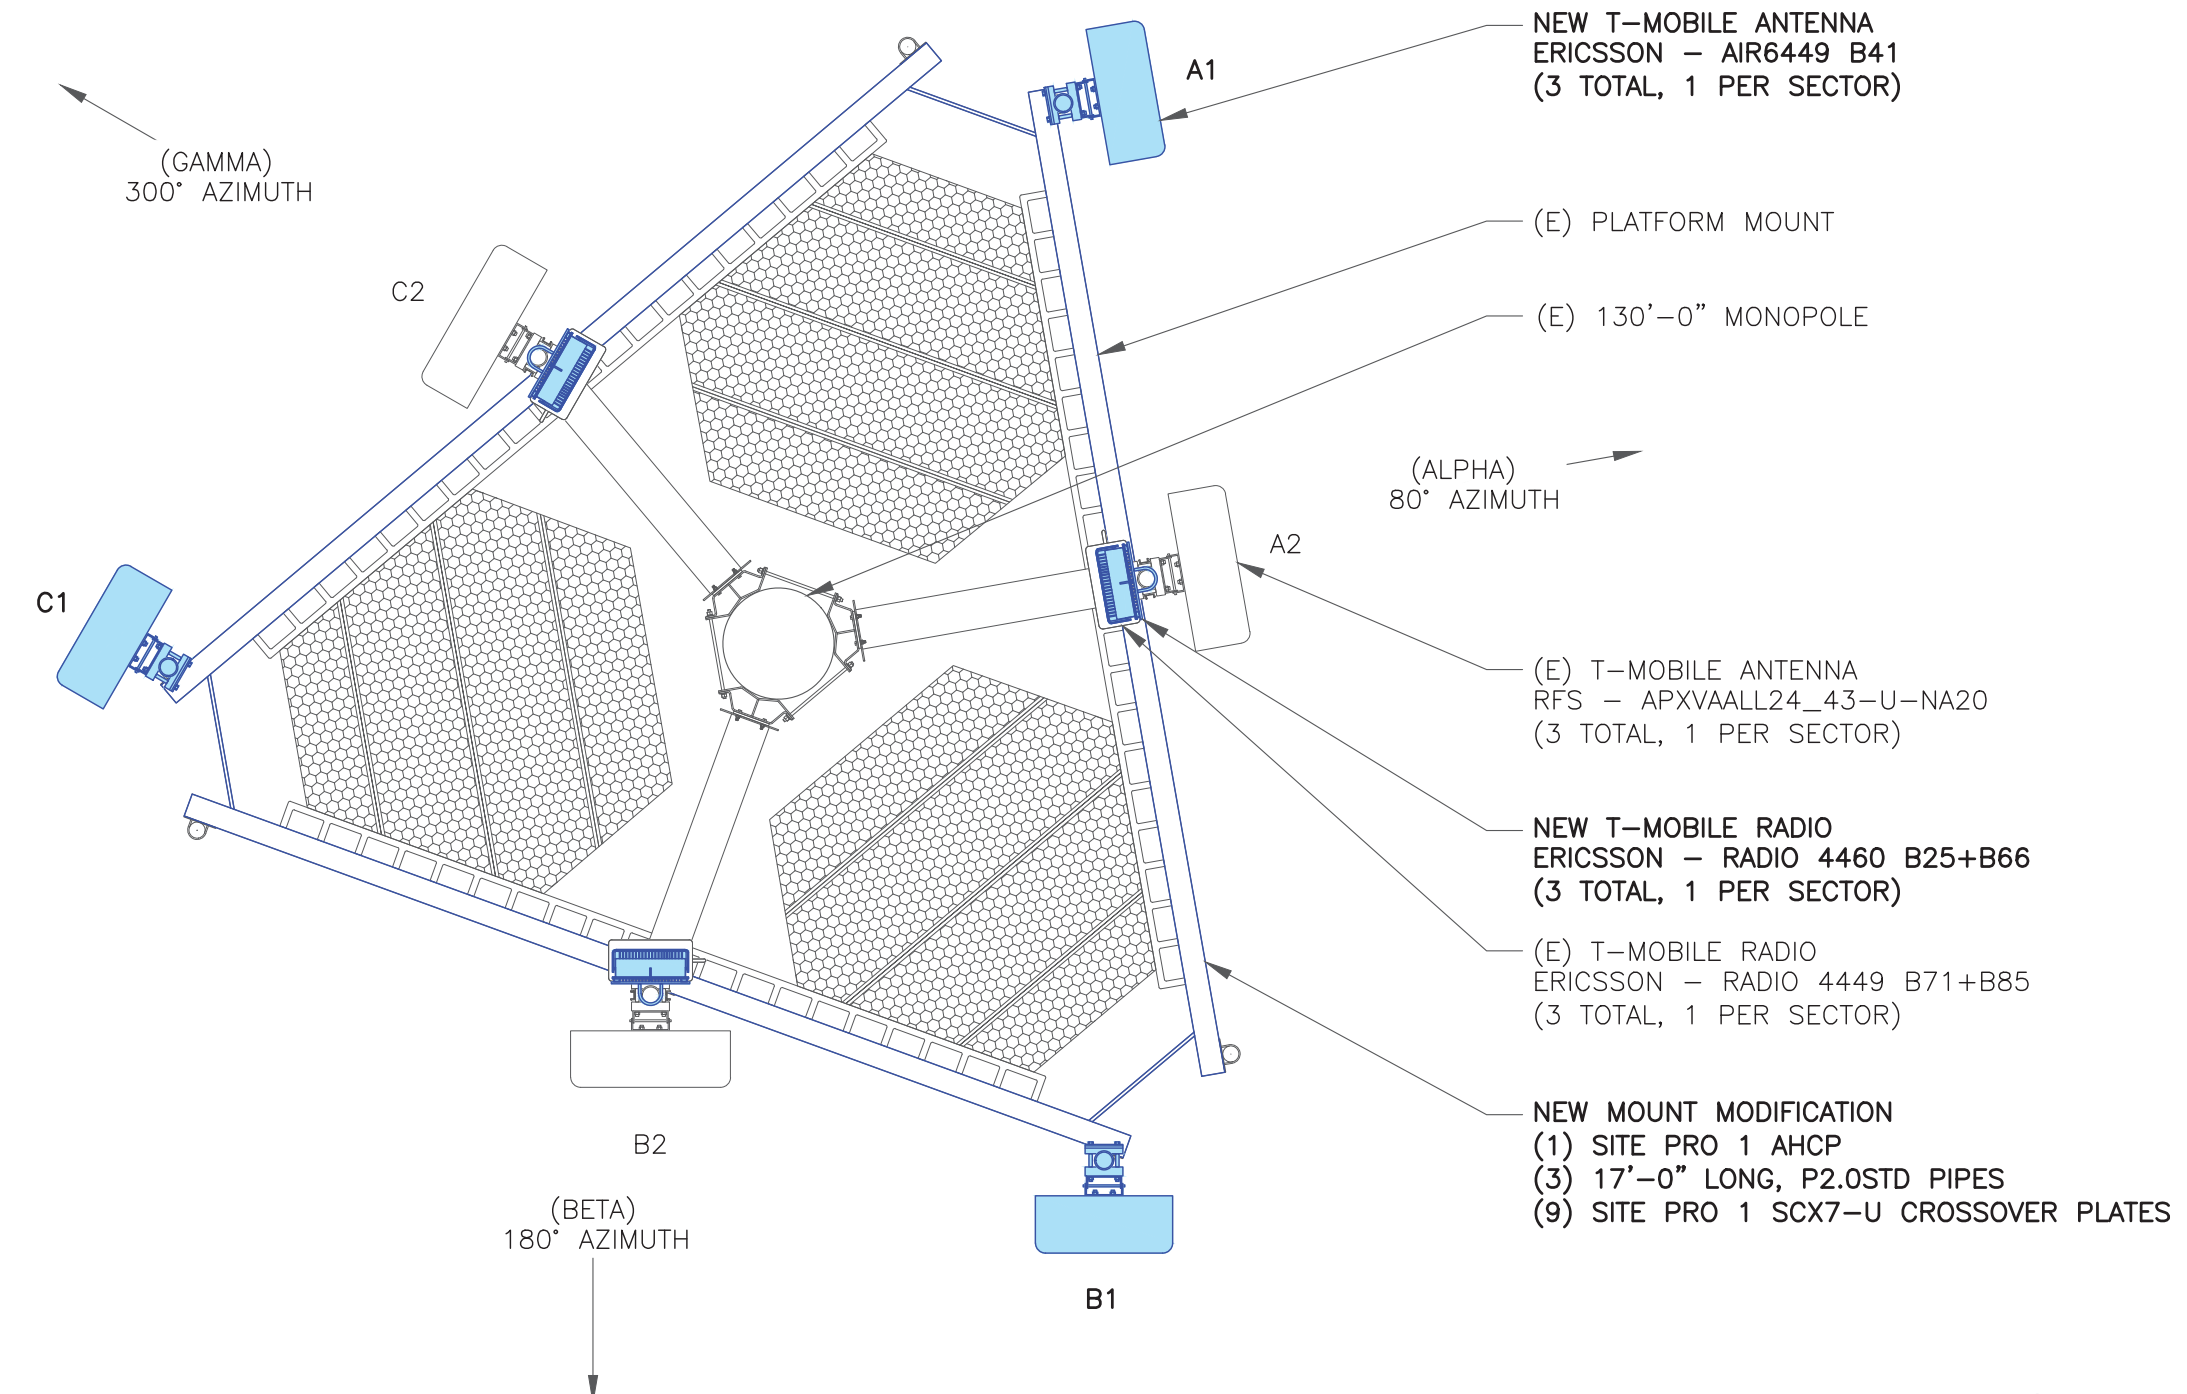 NEW T-MOBILE ANTENNA
ERICSSON - AIR6449 B41
(3 TOTAL, 1 PER SECTOR)
A1
(GAMMA)
300° AZIMUTH
(E) PLATFORM MOUNT
C2
(E) 130'-0" MONOPOLE
(ALPHA)
80° AZIMUTH
A2
C1
(E) T-MOBILE ANTENNA
RFS - APXVAALL24_43-U-NA20
(3 TOTAL, 1 PER SECTOR)
NEW T-MOBILE RADIO
ERICSSON - RADIO 4460 B25+B66
(3 TOTAL, 1 PER SECTOR)
(E) T-MOBILE RADIO
ERICSSON - RADIO 4449 B71+B85
(3 TOTAL, 1 PER SECTOR)
NEW MOUNT MODIFICATION
(1) SITE PRO 1 AHCP
(3) 17'-0" LONG, P2.0STD PIPES
(9) SITE PRO 1 SCX7-U CROSSOVER PLATES
B2
(BETA)
180° AZIMUTH
B1